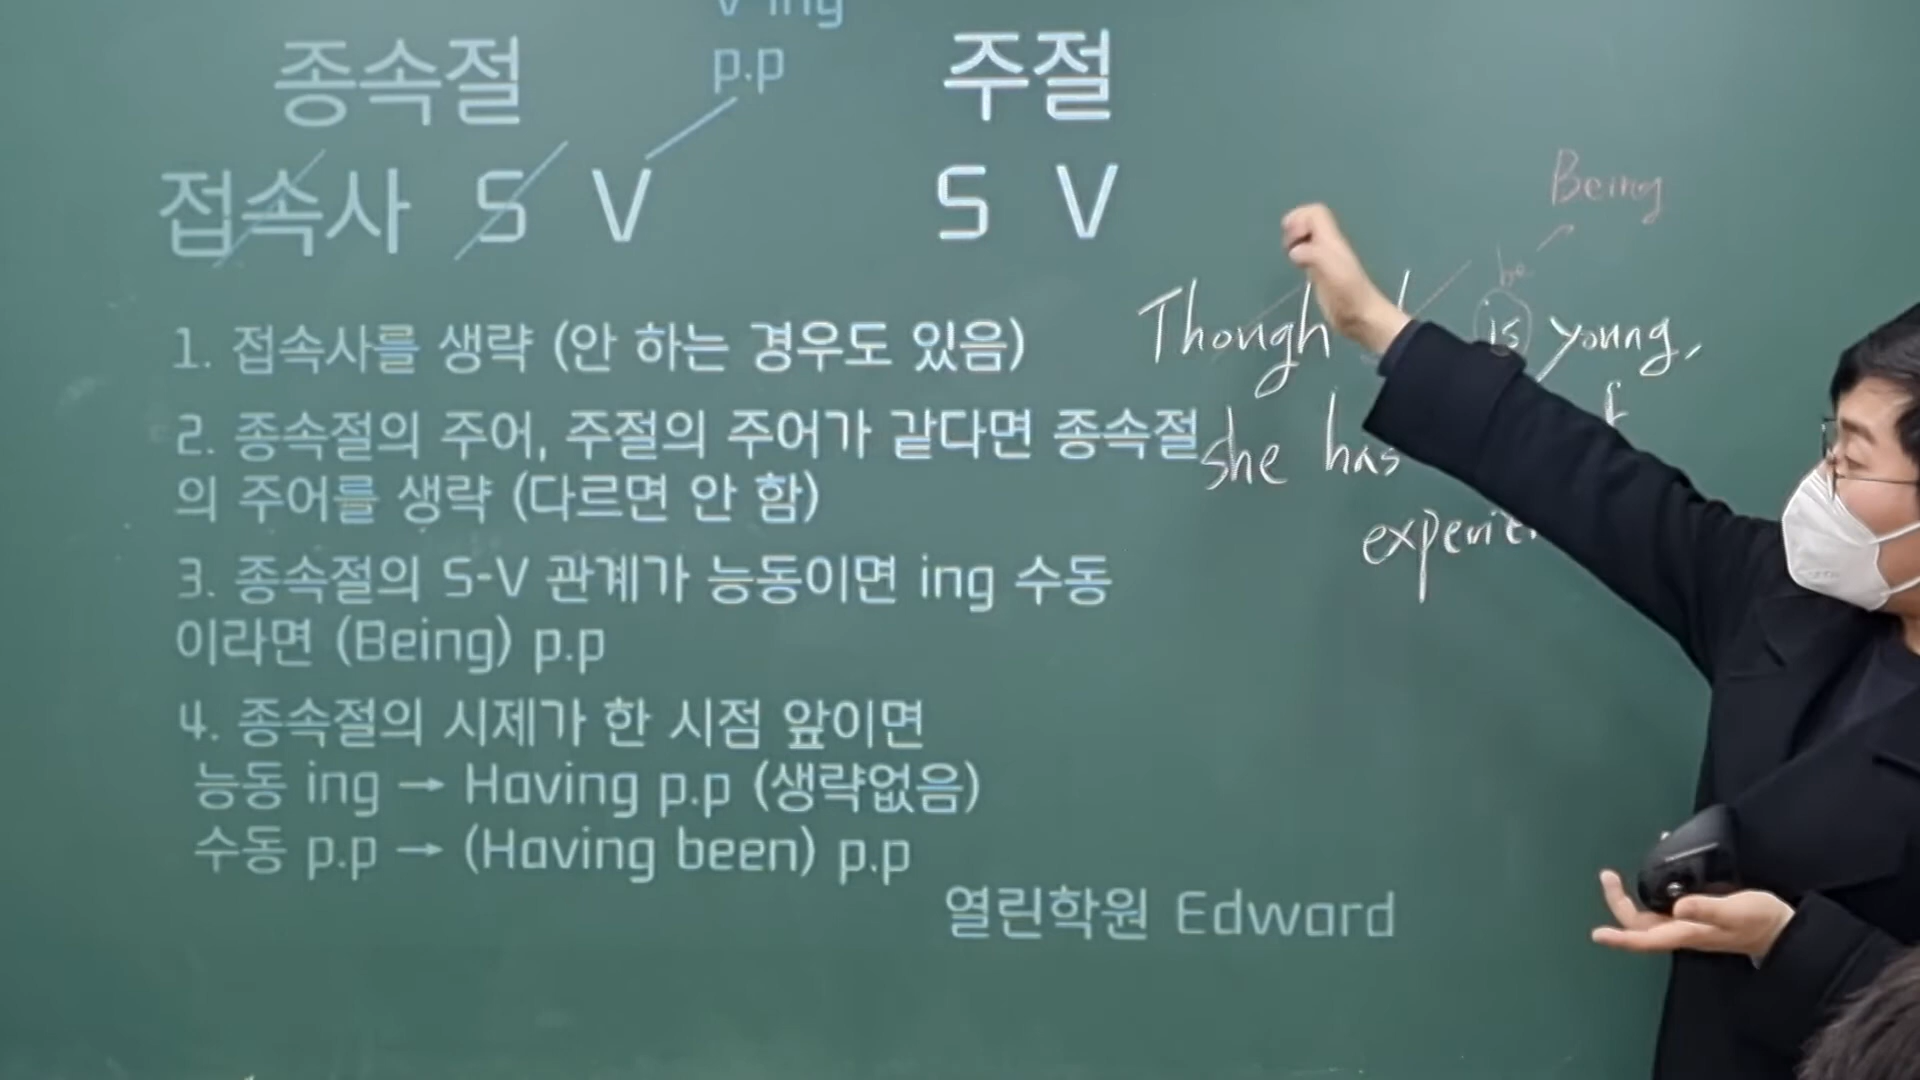 V ing
종속절 p.p 주절
접속사 S V S V
1. 접속사를 생략 (안 하는 경우도 있음)
2. 종속절의 주어, 주절의 주어가 같다면 종속절
의 주어를 생략 (다르면 안 함)
3. 종속절의 S-V 관계가 능동이면 ing 수동
이라면 (Being) p.p
4. 종속절의 시제가 한 시점 앞이면
능동 ing → Having p.p (생략없음)
수동 p.p → (Having been) p.p
열린학원 Edward
Being
be
Though is young,
she has